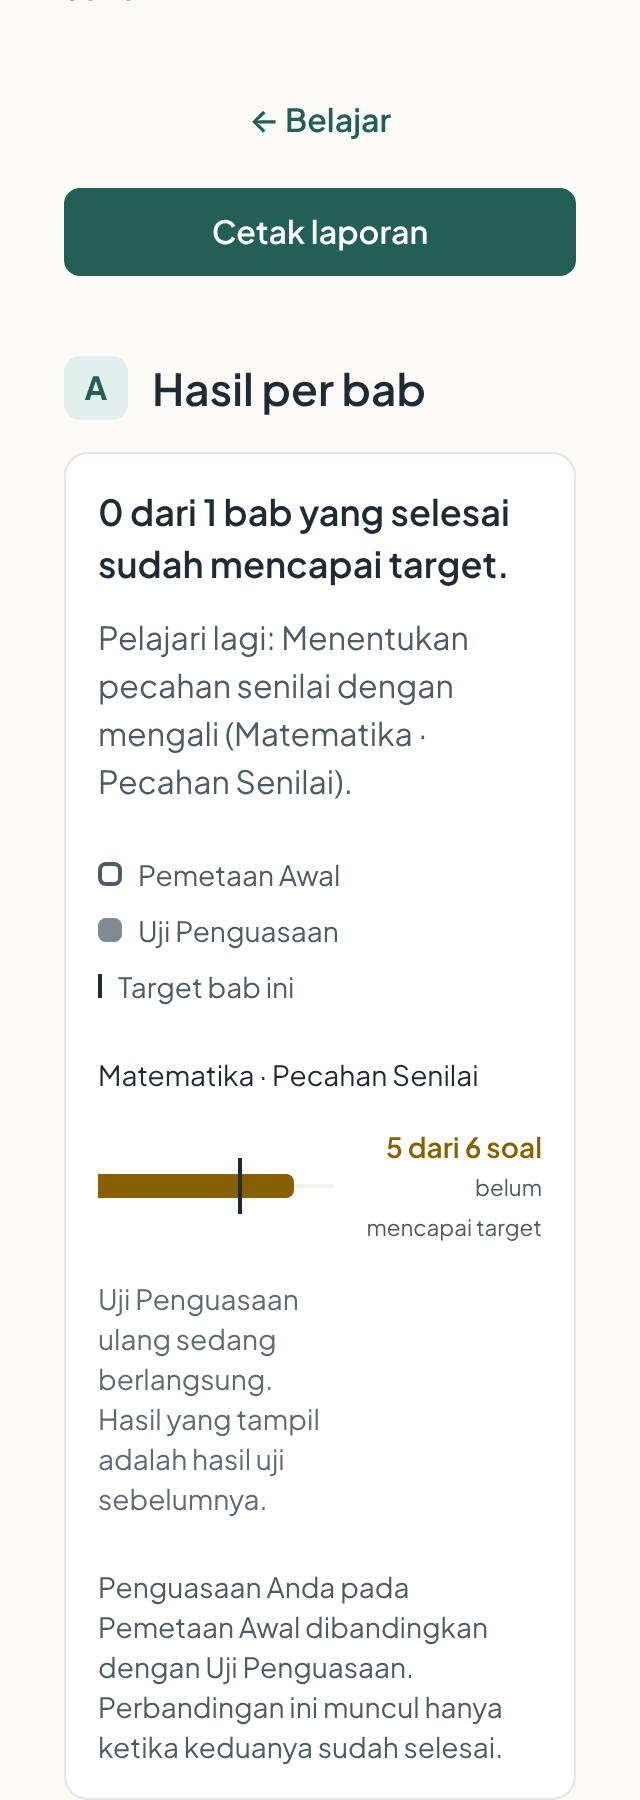 ← Belajar
Cetak laporan
A Hasil per bab
0 dari 1 bab yang selesai
sudah mencapai target.
Pelajari lagi: Menentukan
pecahan senilai dengan
mengali (Matematika ·
Pecahan Senilai).
Pemetaan Awal
Uji Penguasaan
Target bab ini
Matematika · Pecahan Senilai
5 dari 6 soal
belum
mencapai target
Uji Penguasaan
ulang sedang
berlangsung.
Hasil yang tampil
adalah hasil uji
sebelumnya.
Penguasaan Anda pada
Pemetaan Awal dibandingkan
dengan Uji Penguasaan.
Perbandingan ini muncul hanya
ketika keduanya sudah selesai.